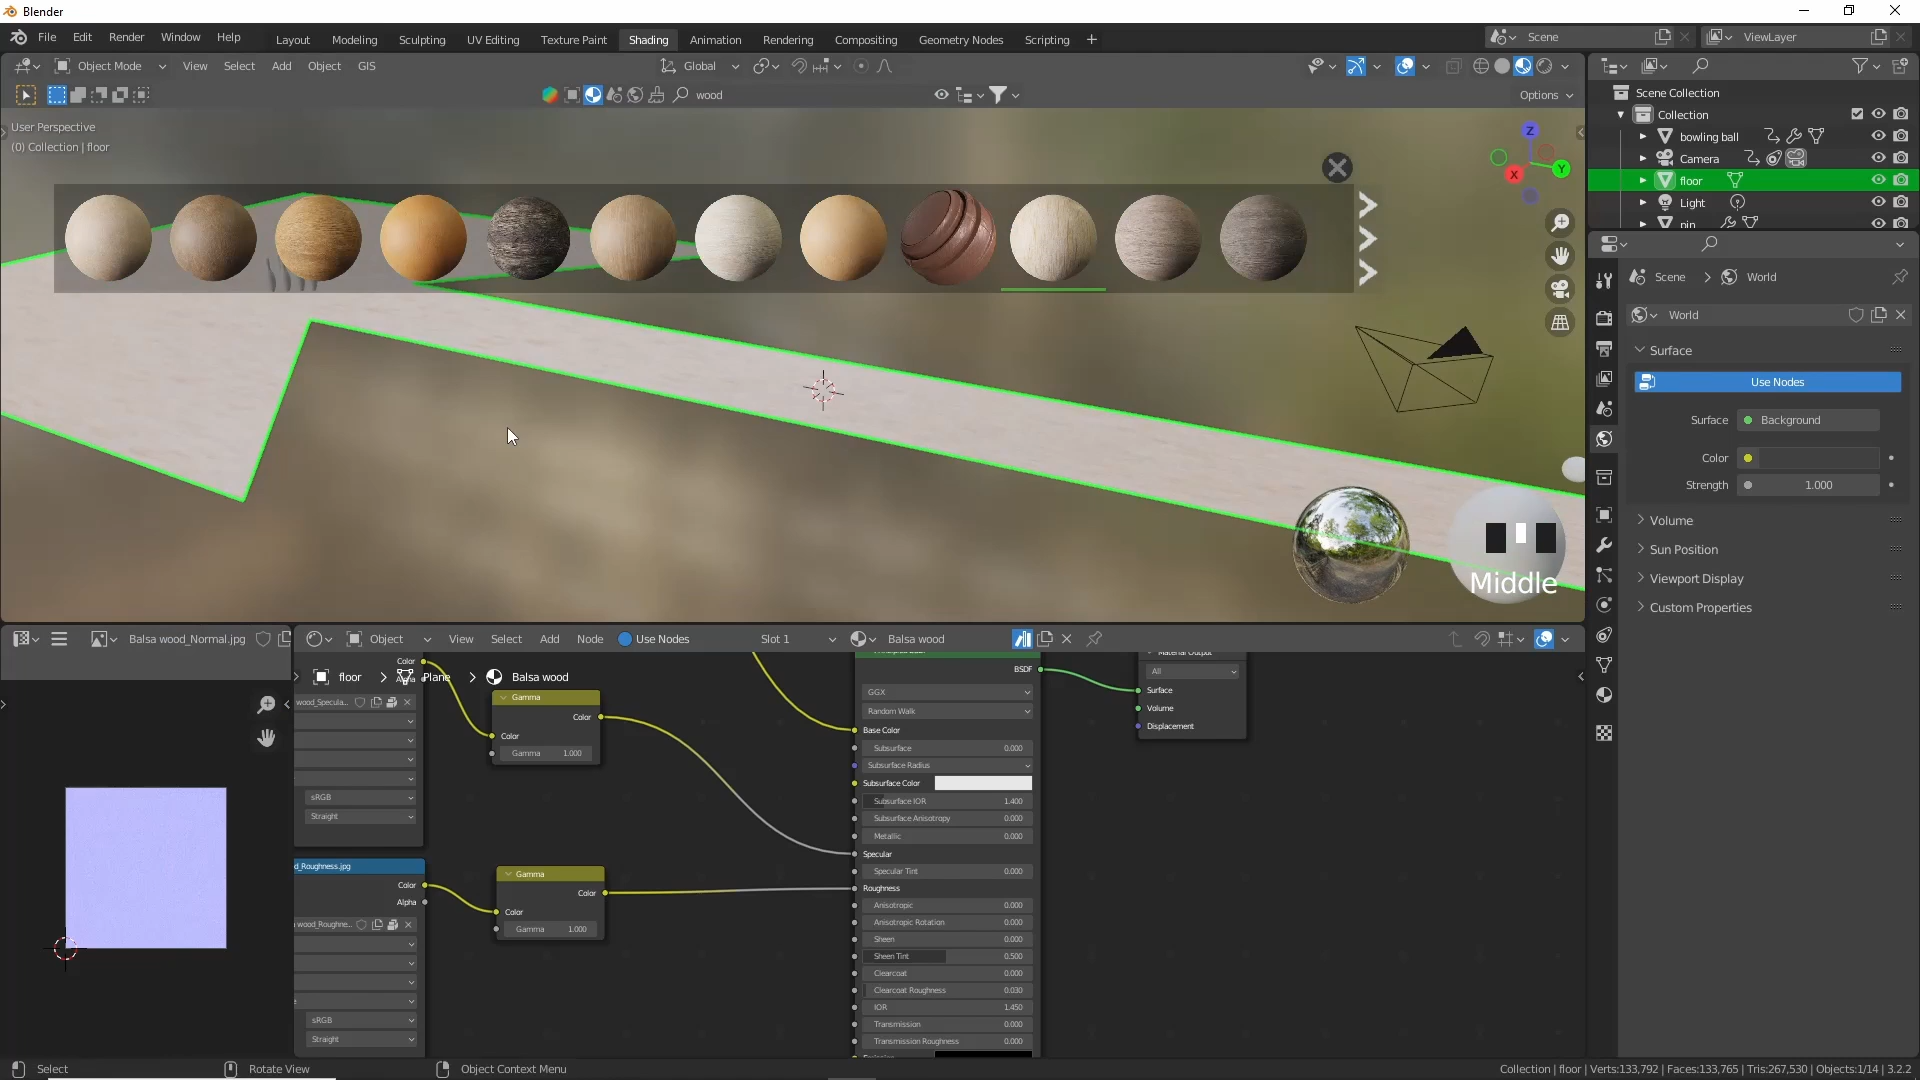 Blender
File Edit Render Window Help
Layout Modeling Sculpting UV Editing Texture Paint Shading Animation Rendering Compositing Geometry Nodes Scripting +
Scene
ViewLayer
Object Mode View Select Add Object GIS
Global
wood
Options
User Perspective
(0) Collection | floor
Z
Y
X
Middle
Scene Collection
Collection
bowling ball
Camera
floor
Light
pin
Scene > World
World
Surface
Use Nodes
Surface Background
Color
Strength 1.000
Volume
Sun Position
Viewport Display
Custom Properties
Balsa wood_Normal.jpg
Object View Select Add Node Use Nodes Slot 1 Balsa wood
floor > Plane > Balsa wood
Color
wood_Specula...
sRGB
Straight
Gamma
Color
Color
Gamma 1.000
d_Roughness.jpg
Color
Alpha
wood_Roughne...
sRGB
Straight
Gamma
Color
Color
Gamma 1.000
BSDF
GGX
Random Walk
Base Color
Subsurface 0.000
Subsurface Radius
Subsurface Color
Subsurface IOR 1.400
Subsurface Anisotropy 0.000
Metallic 0.000
Specular
Specular Tint 0.000
Roughness
Anisotropic 0.000
Anisotropic Rotation 0.000
Sheen 0.000
Sheen Tint 0.500
Clearcoat 0.000
Clearcoat Roughness 0.030
IOR 1.450
Transmission 0.000
Transmission Roughness 0.000
Material Output
All
Surface
Volume
Displacement
Select
Rotate View
Object Context Menu
Collection | floor | Verts:133,792 | Faces:133,765 | Tris:267,530 | Objects:1/14 | 3.2.2